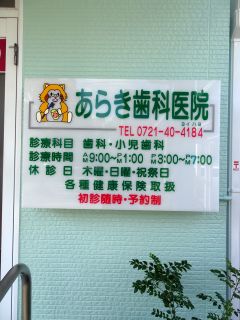 あらき歯科医院
TEL 0721-40-4184
診療科目 歯科・小児歯科
診療時間 AM9:00〜PM1:00 PM3:00〜PM7:00
休診日 木曜・日曜・祝祭日
各種健康保険取扱
初診随時・予約制